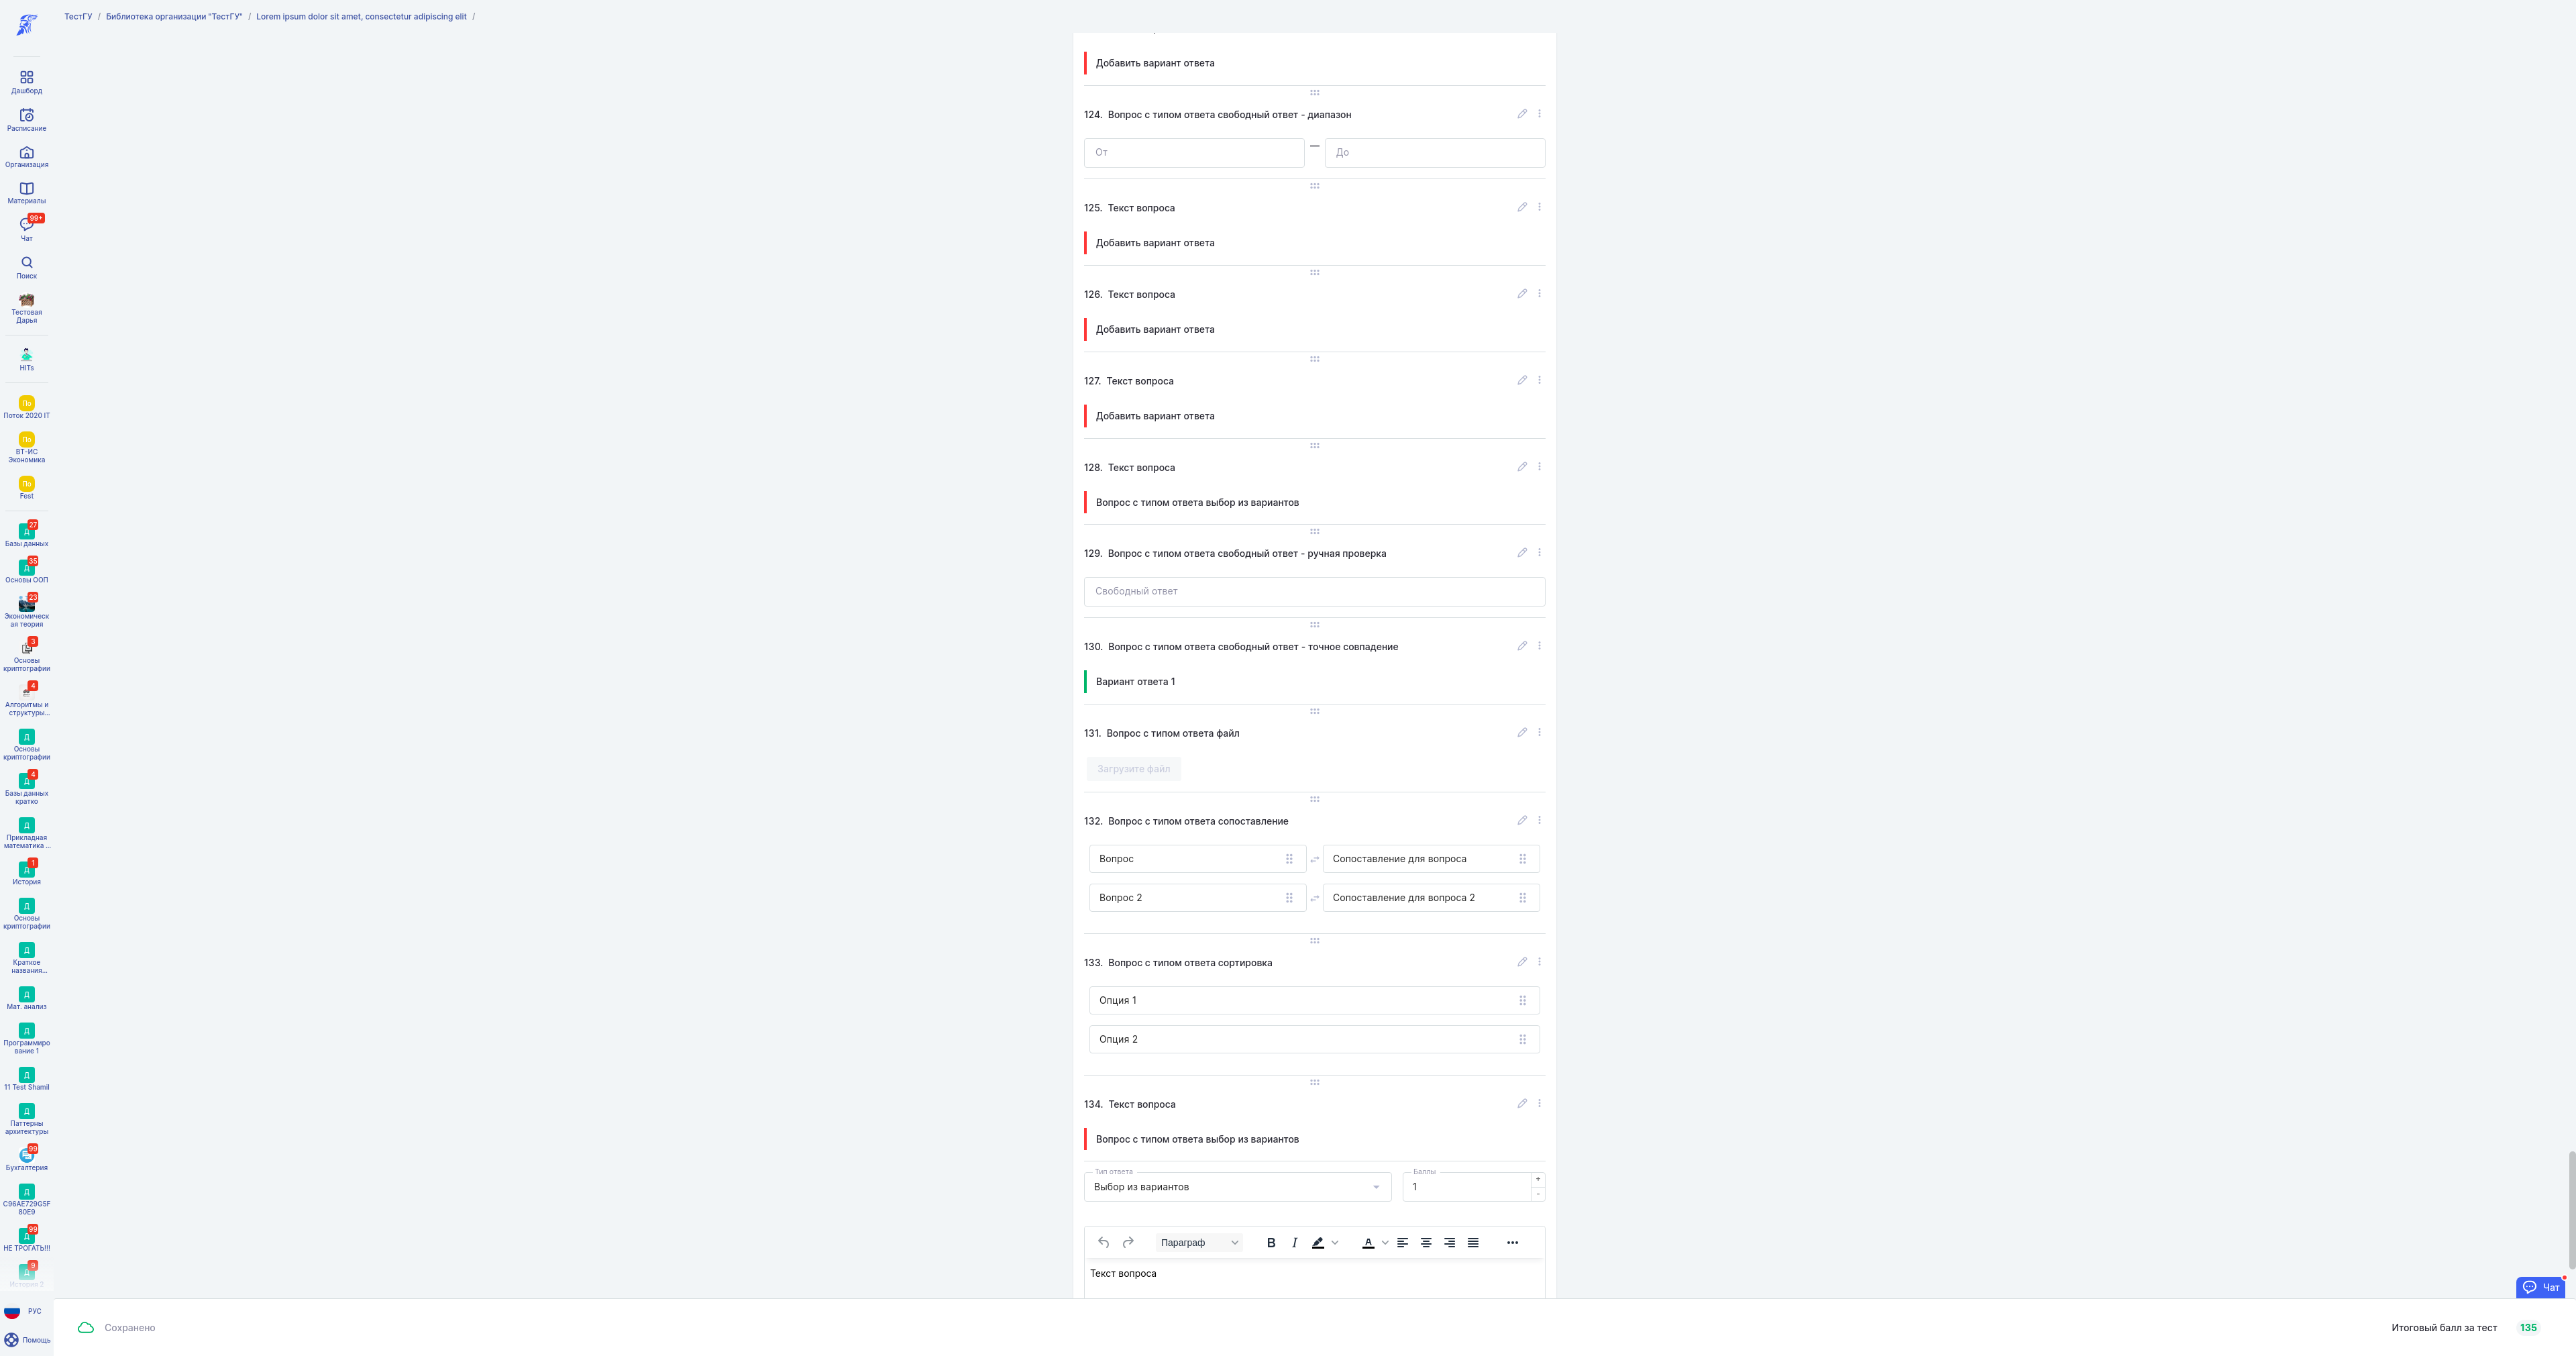 ТестГУ / Библиотека организации "ТестГУ" / Lorem ipsum dolor sit amet, consectetur adipiscing elit /
Дашборд
Расписание
Организация
Материалы
99+
Чат
Поиск
Тестовая
Дарья
HITs
По
Поток 2020 IT
По
ВТ-ИС
Экономика
По
Fest
27
Д
Базы данных
35
Д
Основы ООП
23
Экономическ
ая теория
3
Основы
криптографии
4
Алгоритмы и
структуры...
Д
Основы
криптографии
4
Д
Базы данных
кратко
Д
Прикладная
математика ...
1
Д
История
Д
Основы
криптографии
Д
Краткое
названия...
Д
Мат. анализ
Д
Программиро
вание 1
Д
11 Test Shamil
Д
Паттерны
архитектуры
99
Бухгалтерия
Д
C96AE729G5F
80E9
99
Д
НЕ ТРОГАТЬ!!!
9
Д
История 2
РУС
Помощь
Добавить вариант ответа
124. Вопрос с типом ответа свободный ответ - диапазон
От — До
125. Текст вопроса
Добавить вариант ответа
126. Текст вопроса
Добавить вариант ответа
127. Текст вопроса
Добавить вариант ответа
128. Текст вопроса
Вопрос с типом ответа выбор из вариантов
129. Вопрос с типом ответа свободный ответ - ручная проверка
Свободный ответ
130. Вопрос с типом ответа свободный ответ - точное совпадение
Вариант ответа 1
131. Вопрос с типом ответа файл
Загрузите файл
132. Вопрос с типом ответа сопоставление
Вопрос Сопоставление для вопроса
Вопрос 2 Сопоставление для вопроса 2
133. Вопрос с типом ответа сортировка
Опция 1
Опция 2
134. Текст вопроса
Вопрос с типом ответа выбор из вариантов
Тип ответа Баллы
Выбор из вариантов 1 + -
Параграф B I A
Текст вопроса
Чат
Сохранено
Итоговый балл за тест 135